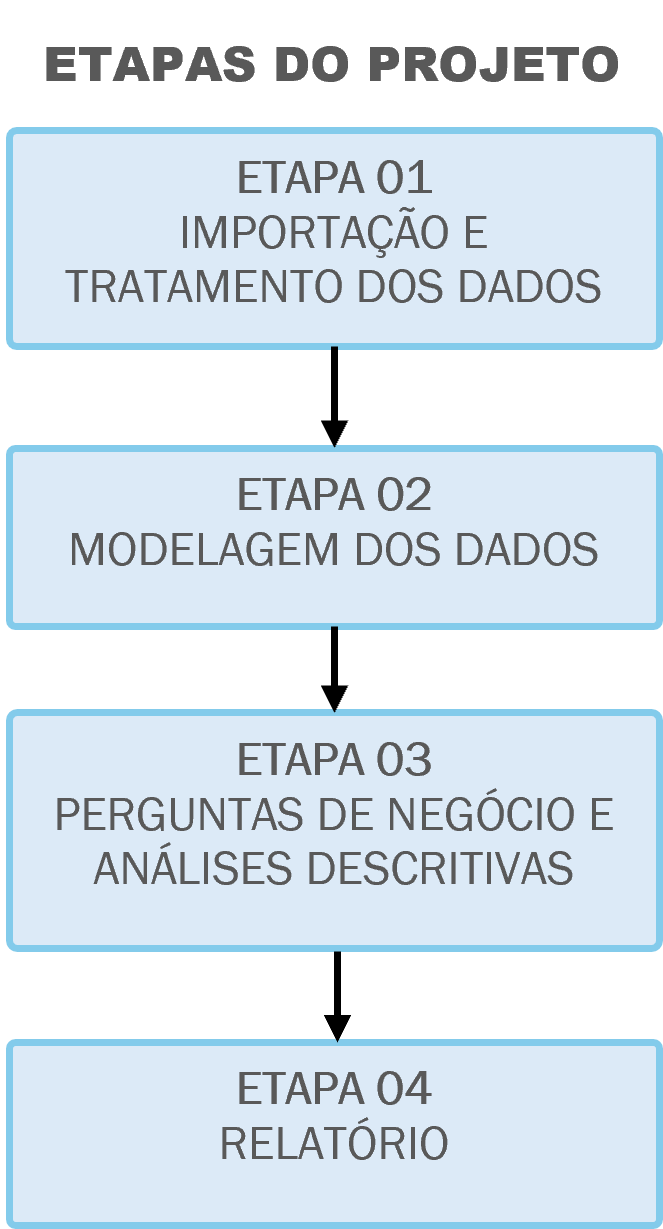 ETAPAS DO PROJETO
ETAPA 01
IMPORTAÇÃO E
TRATAMENTO DOS DADOS
ETAPA 02
MODELAGEM DOS DADOS
ETAPA 03
PERGUNTAS DE NEGÓCIO E
ANÁLISES DESCRITIVAS
ETAPA 04
RELATÓRIO